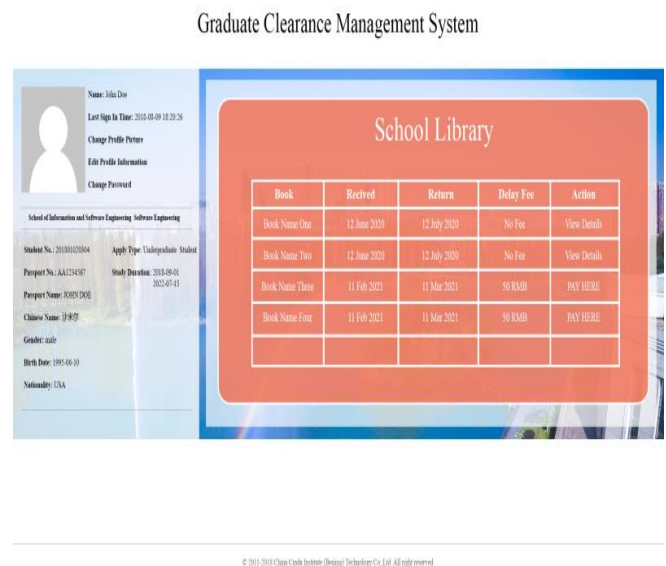 Graduate Clearance Management System
Name: John Doe
Last Sign In Time: 2018-08-09 18:20:26
Change Profile Picture
Edit Profile Information
Change Password
School of Information and Software Engineering Software Engineering
Student No.: 201801020304 Apply Type: Undergraduate Student
Passport No.: AA1234567 Study Duration: 2018-09-01
2022-07-15
Passport Name: JOHN DOE
Chinese Name:
Gender: male
Birth Date: 1995-06-10
Nationality: USA
School Library
Book Recived Return Delay Fee Action
Book Name One 12 June 2020 12 July 2020 No Fee View Details
Book Name Two 12 June 2020 12 July 2020 No Fee View Details
Book Name Three 11 Feb 2021 11 Mar 2021 50 RMB PAY HERE
Book Name Four 11 Feb 2021 11 Mar 2021 50 RMB PAY HERE
© 2011-2018 China Institute (Beijing) Technology Co. Ltd. All right reserved.